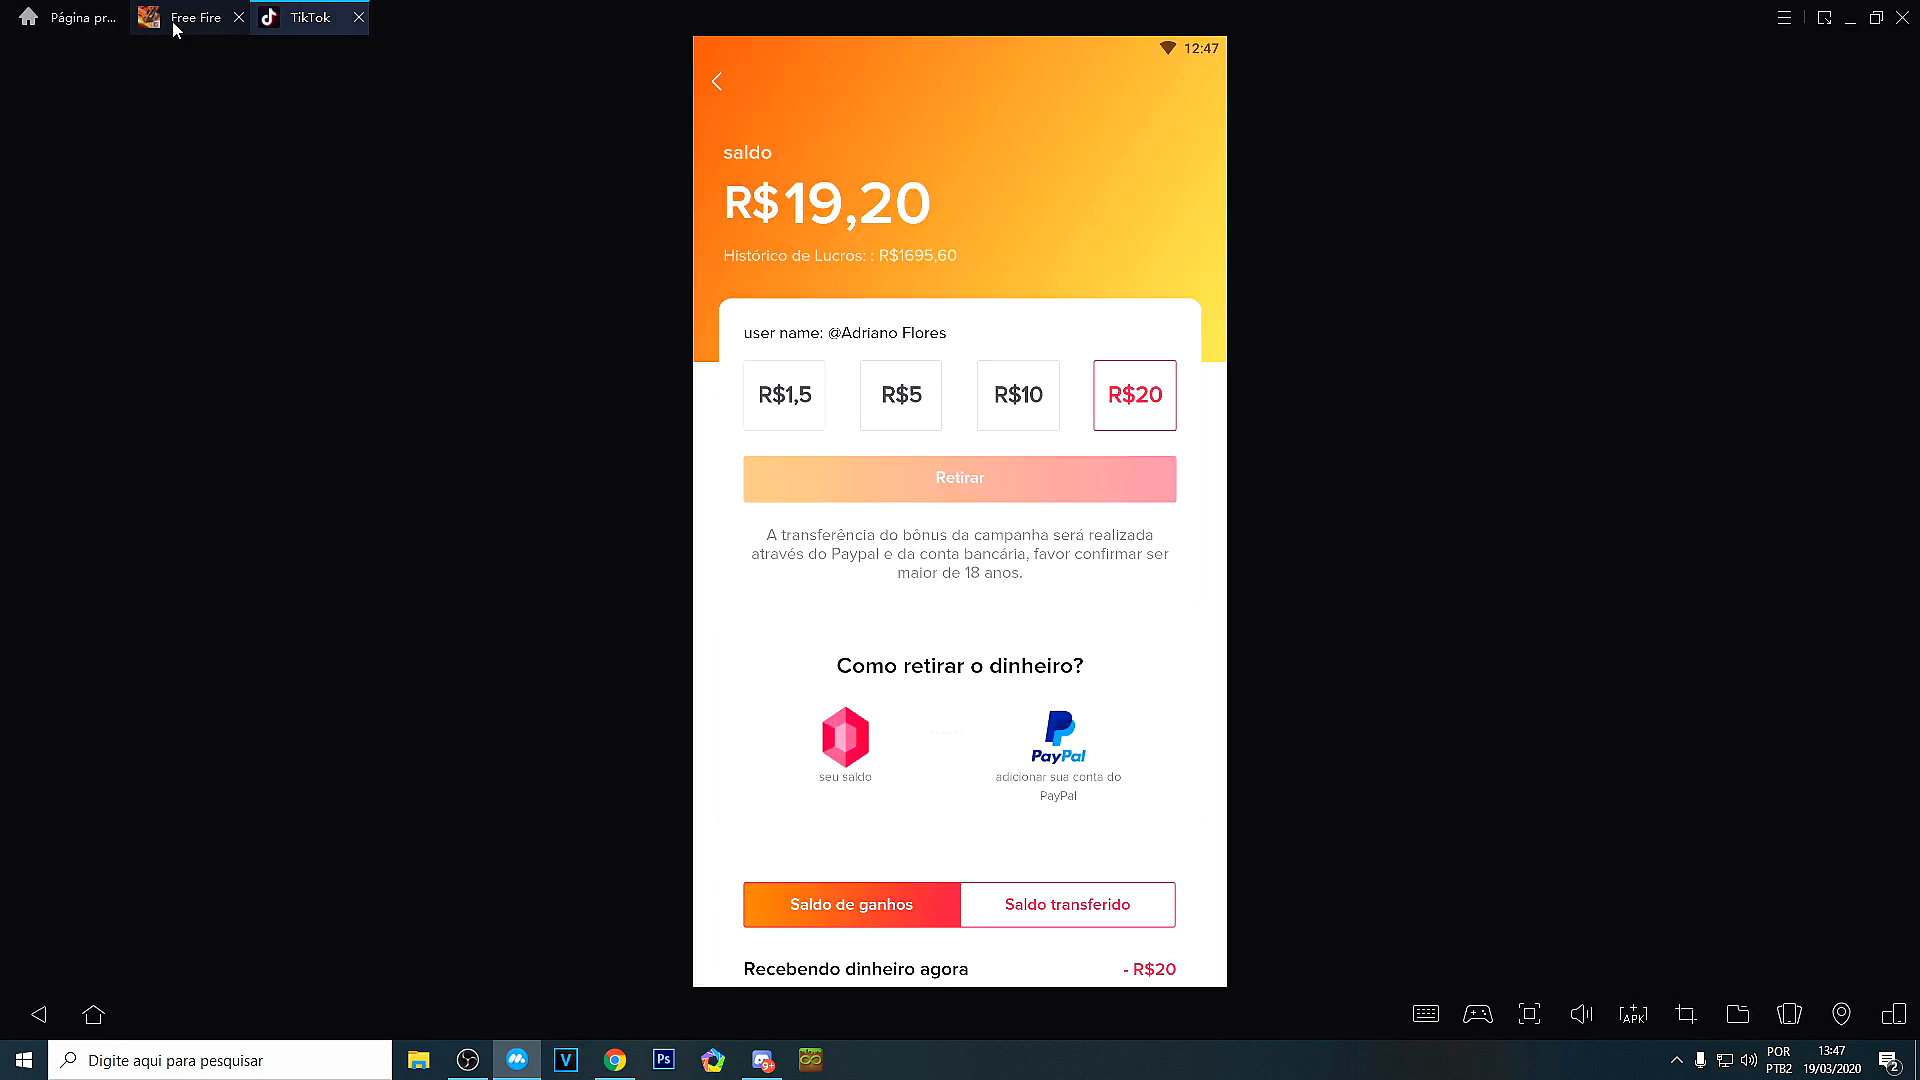 Página pr...
Free Fire
TikTok
12:47
saldo
R$19,20
Histórico de Lucros: : R$1695,60
user name: @Adriano Flores
R$1,5
R$5
R$10
R$20
Retirar
A transferência do bônus da campanha será realizada
através do Paypal e da conta bancária, favor confirmar ser
maior de 18 anos.
Como retirar o dinheiro?
PayPal
seu saldo
adicionar sua conta do
PayPal
Saldo de ganhos
Saldo transferido
Recebendo dinheiro agora
- R$20
APK
Digite aqui para pesquisar
V
Ps
9+
POR
PTB2
13:47
19/03/2020
2